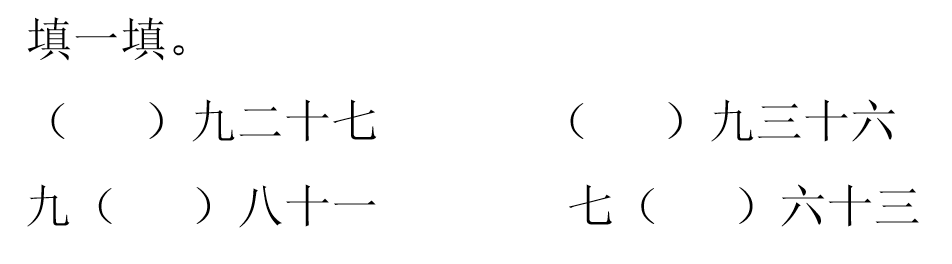 填一填。
（　）九二十七　　（　）九三十六
九（　）八十一　　七（　）六十三